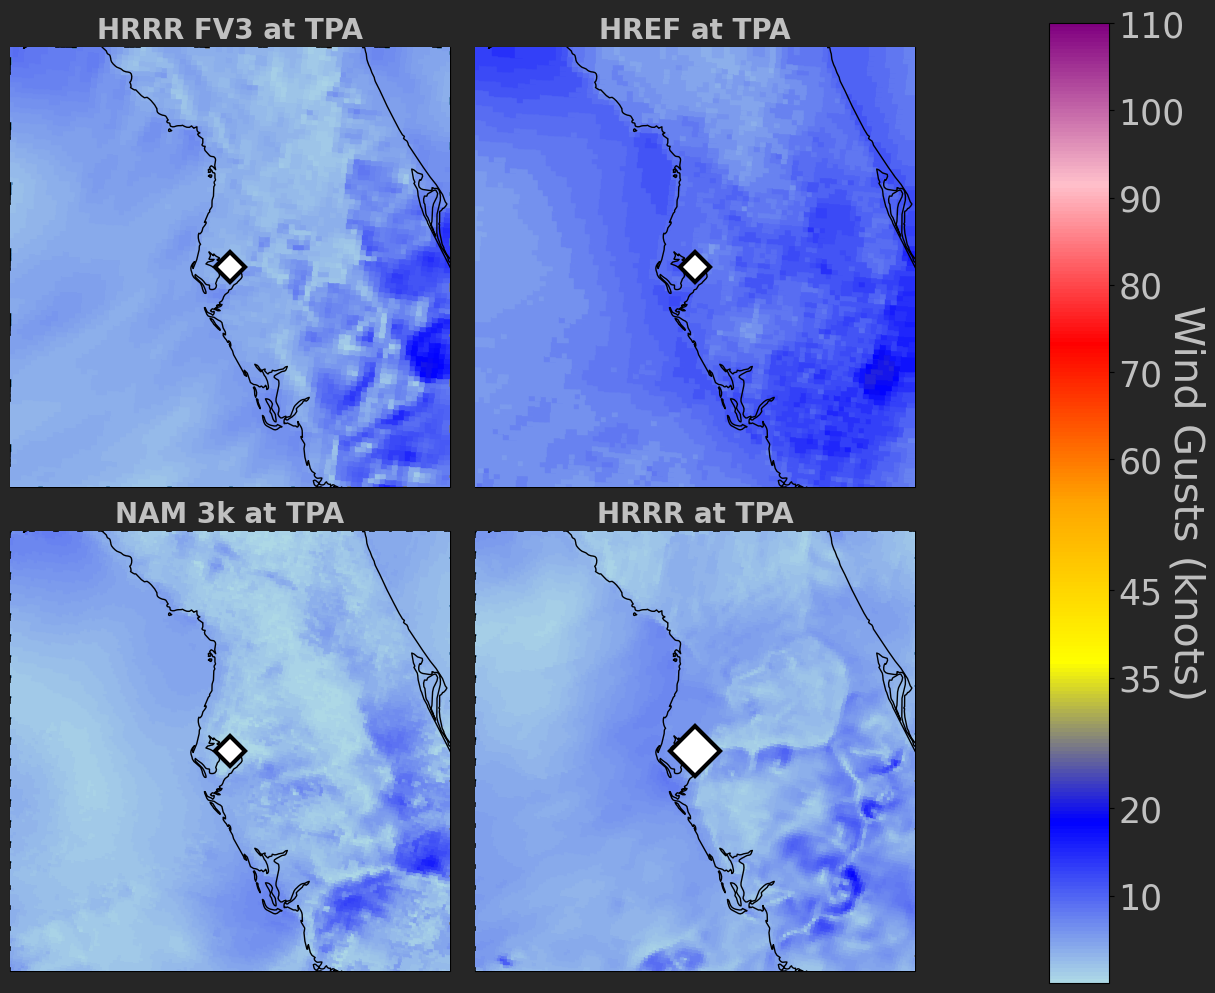 HRRR FV3 at TPA
HREF at TPA
NAM 3k at TPA
HRRR at TPA
110
100
90
80
70
60
45
35
20
10
Wind Gusts (knots)